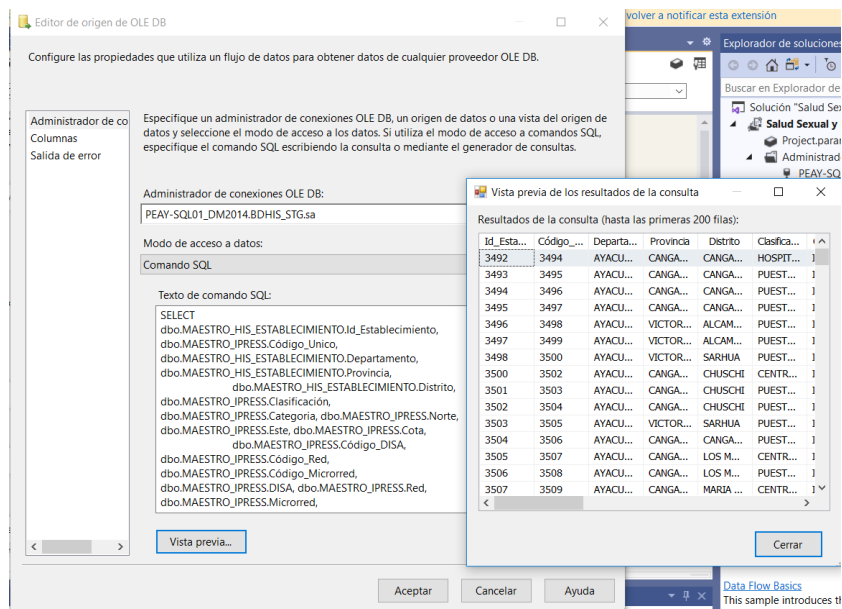 Editor de origen de OLE DB
volver a notificar esta extensión
Configure las propiedades que utiliza un flujo de datos para obtener datos de cualquier proveedor OLE DB.
Explorador de soluciones
Buscar en Explorador de
Solución "Salud Sex
Salud Sexual y
Project.paran
Administrad
PEAY-SQ
Administrador de co
Columnas
Salida de error
Especifique un administrador de conexiones OLE DB, un origen de datos o una vista del origen de
datos y seleccione el modo de acceso a los datos. Si utiliza el modo de acceso a comandos SQL,
especifique el comando SQL escribiendo la consulta o mediante el generador de consultas.
Administrador de conexiones OLE DB:
PEAY-SQL01_DM2014.BDHIS_STG.sa
Modo de acceso a datos:
Comando SQL
Texto de comando SQL:
SELECT
dbo.MAESTRO_HIS_ESTABLECIMIENTO.Id_Establecimiento,
dbo.MAESTRO_IPRESS.Código_Unico,
dbo.MAESTRO_HIS_ESTABLECIMIENTO.Departamento,
dbo.MAESTRO_HIS_ESTABLECIMIENTO.Provincia,
dbo.MAESTRO_HIS_ESTABLECIMIENTO.Distrito,
dbo.MAESTRO_IPRESS.Clasificación,
dbo.MAESTRO_IPRESS.Categoria, dbo.MAESTRO_IPRESS.Norte,
dbo.MAESTRO_IPRESS.Este, dbo.MAESTRO_IPRESS.Cota,
dbo.MAESTRO_IPRESS.Código_DISA,
dbo.MAESTRO_IPRESS.Código_Red,
dbo.MAESTRO_IPRESS.Código_Microrred,
dbo.MAESTRO_IPRESS.DISA, dbo.MAESTRO_IPRESS.Red,
dbo.MAESTRO_IPRESS.Microrred,
Vista previa...
Aceptar Cancelar Ayuda
Vista previa de los resultados de la consulta
Resultados de la consulta (hasta las primeras 200 filas):
Id_Esta... Código_... Departa... Provincia Distrito Clasifica...
3492 3494 AYACU... CANGA... CANGA... HOSPIT...
3493 3495 AYACU... CANGA... CANGA... PUEST...
3494 3496 AYACU... CANGA... CANGA... PUEST...
3495 3497 AYACU... CANGA... CANGA... PUEST...
3496 3498 AYACU... VICTOR... ALCAM... PUEST...
3497 3499 AYACU... VICTOR... ALCAM... PUEST...
3498 3500 AYACU... VICTOR... SARHUA PUEST...
3500 3502 AYACU... CANGA... CHUSCHI CENTR...
3501 3503 AYACU... CANGA... CHUSCHI PUEST...
3502 3504 AYACU... CANGA... CHUSCHI PUEST...
3503 3505 AYACU... VICTOR... SARHUA PUEST...
3504 3506 AYACU... CANGA... CANGA... PUEST...
3505 3507 AYACU... CANGA... LOS M... CENTR...
3506 3508 AYACU... CANGA... LOS M... PUEST...
3507 3509 AYACU... CANGA... MARIA ... CENTR...
Cerrar
Data Flow Basics
This sample introduces th